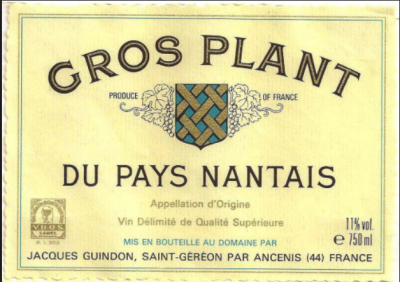 GROS PLANT
PRODUCE OF FRANCE
DU PAYS NANTAIS
Appellation d'Origine
Vin Délimité de Qualité Supérieure
V.D.Q.S.
LABEL
11% vol.
MIS EN BOUTEILLE AU DOMAINE PAR
e 750 ml
JACQUES GUINDON, SAINT-GÉRÉON PAR ANCENIS (44) FRANCE